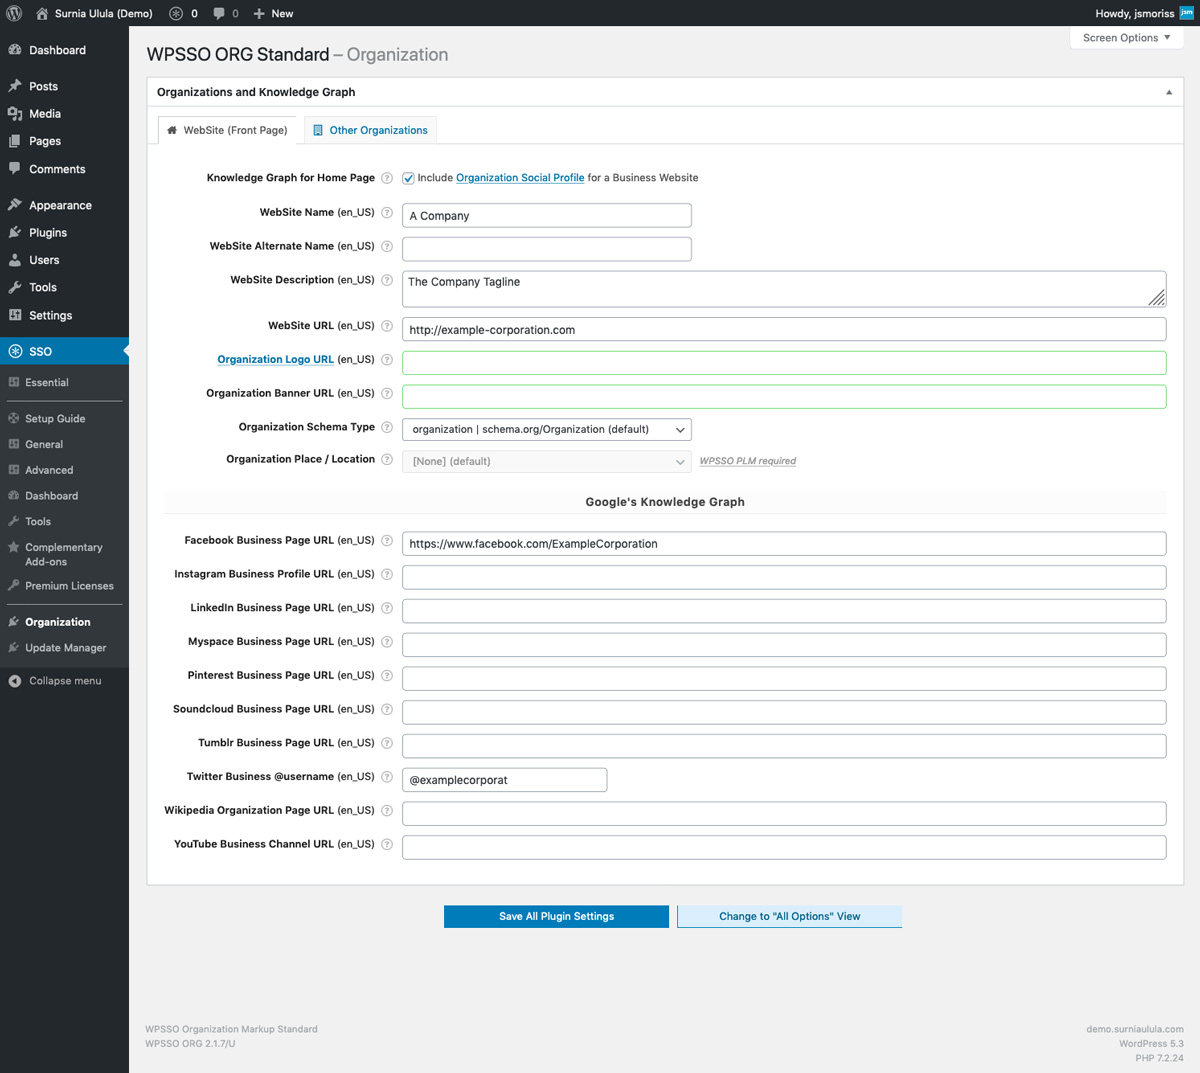 Surnia Ulula (Demo) 0 0 New Howdy, jsmoriss jsm
Screen Options
Dashboard
Posts
Media
Pages
Comments
Appearance
Plugins
Users
Tools
Settings
SSO
Essential
Setup Guide
General
Advanced
Dashboard
Tools
Complementary
Add-ons
Premium Licenses
Organization
Update Manager
Collapse menu
WPSSO ORG Standard – Organization
Organizations and Knowledge Graph
WebSite (Front Page) Other Organizations
Knowledge Graph for Home Page ? Include Organization Social Profile for a Business Website
WebSite Name (en_US) ? A Company
WebSite Alternate Name (en_US) ?
WebSite Description (en_US) ? The Company Tagline
WebSite URL (en_US) ? http://example-corporation.com
Organization Logo URL (en_US) ?
Organization Banner URL (en_US) ?
Organization Schema Type ? organization | schema.org/Organization (default)
Organization Place / Location ? [None] (default) WPSSO PLM required
Google's Knowledge Graph
Facebook Business Page URL (en_US) ? https://www.facebook.com/ExampleCorporation
Instagram Business Profile URL (en_US) ?
LinkedIn Business Page URL (en_US) ?
Myspace Business Page URL (en_US) ?
Pinterest Business Page URL (en_US) ?
Soundcloud Business Page URL (en_US) ?
Tumblr Business Page URL (en_US) ?
Twitter Business @username (en_US) ? @examplecorporat
Wikipedia Organization Page URL (en_US) ?
YouTube Business Channel URL (en_US) ?
Save All Plugin Settings Change to "All Options" View
WPSSO Organization Markup Standard
WPSSO ORG 2.1.7/U
demo.surniaulula.com
WordPress 5.3
PHP 7.2.24